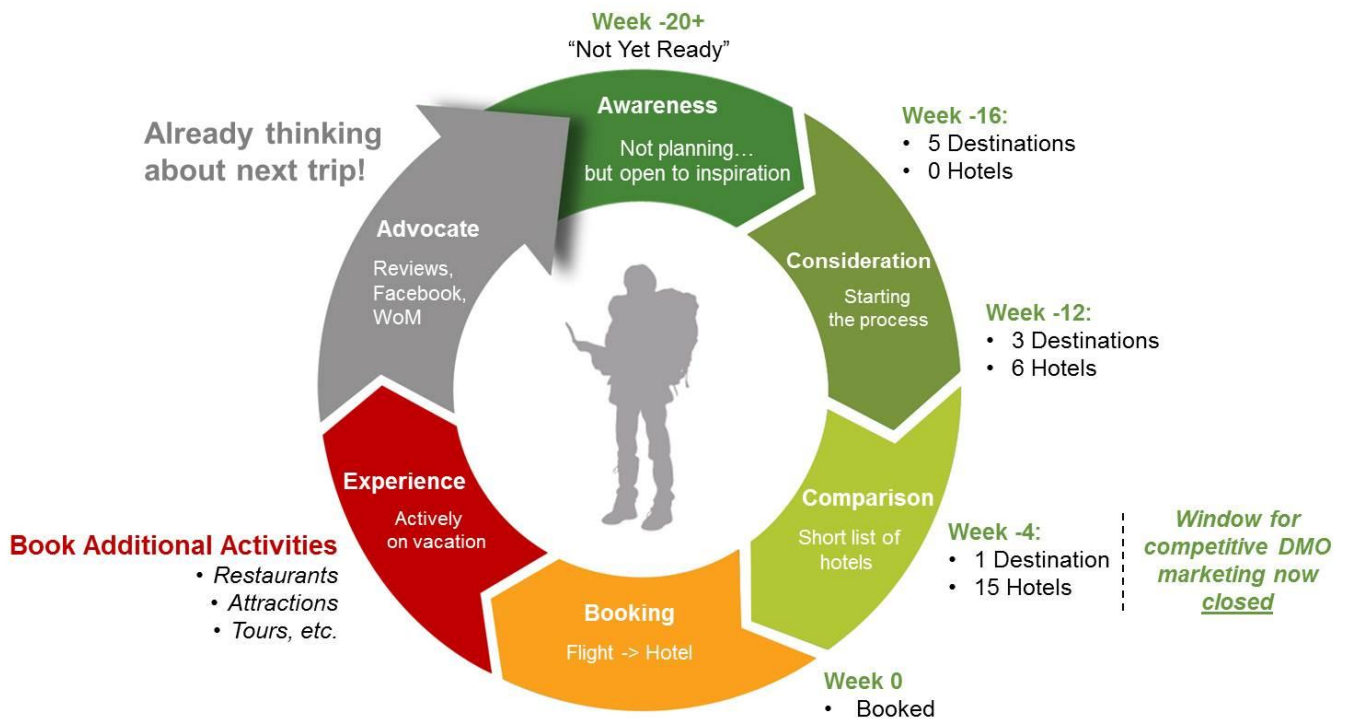 Week -20+
“Not Yet Ready”
Awareness
Not planning…
but open to inspiration
Already thinking
about next trip!
Week -16:
• 5 Destinations
• 0 Hotels
Consideration
Starting
the process
Week -12:
• 3 Destinations
• 6 Hotels
Comparison
Short list of
hotels
Week -4:
• 1 Destination
• 15 Hotels
Window for
competitive DMO
marketing now
closed
Booking
Flight -> Hotel
Week 0
• Booked
Experience
Actively
on vacation
Book Additional Activities
• Restaurants
• Attractions
• Tours, etc.
Advocate
Reviews,
Facebook,
WoM